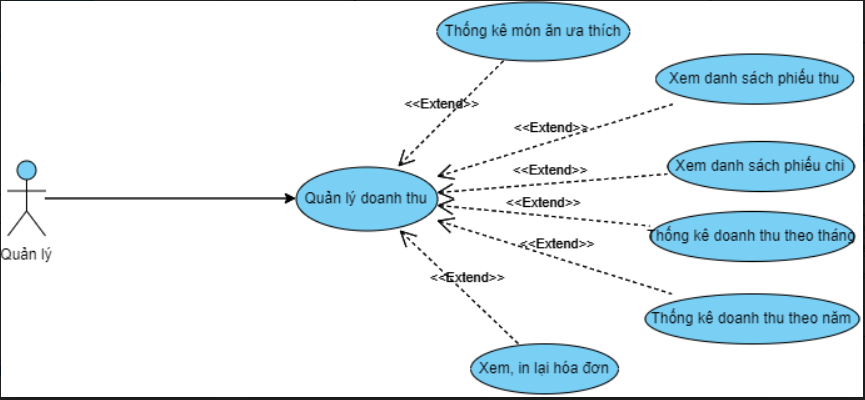 Thống kê món ăn ưa thích
<<Extend>>
Xem danh sách phiếu thu
<<Extend>>
Xem danh sách phiếu chi
<<Extend>>
Quản lý doanh thu
<<Extend>>
Thống kê doanh thu theo tháng
<<Extend>>
Quản lý
<<Extend>>
Thống kê doanh thu theo năm
Xem, in lại hóa đơn